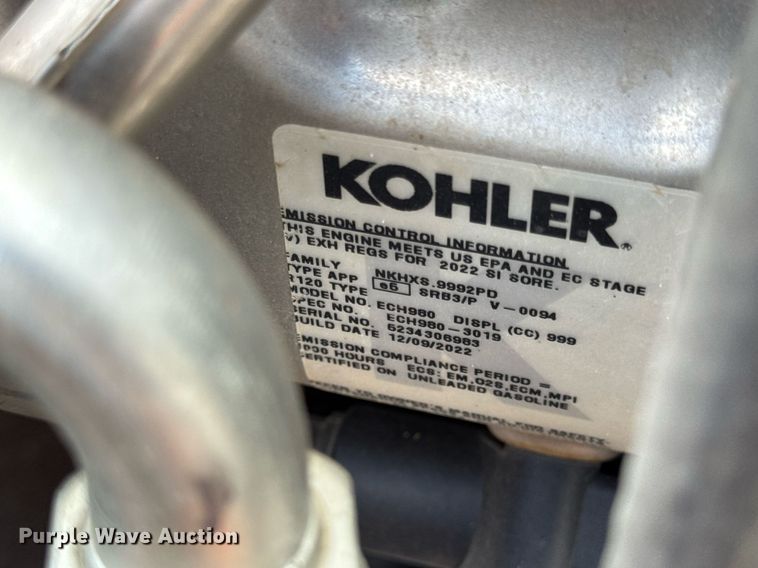 KOHLER®
EMISSION CONTROL INFORMATION
THIS ENGINE MEETS US EPA AND EC STAGE
(V) EXH REGS FOR 2022 SI SORE.
FAMILY NKHXS.9992PD
TYPE APP e5 SRB3/P V-0094
R120 TYPE
MODEL NO. ECH980 DISPL (CC) 999
SPEC NO. ECH980-3019
SERIAL NO. 5234306983
BUILD DATE 12/09/2022
EMISSION COMPLIANCE PERIOD =
HOURS ECS: EM,O2S,ECM,MPI
CERTIFIED ON UNLEADED GASOLINE
Purple Wave Auction